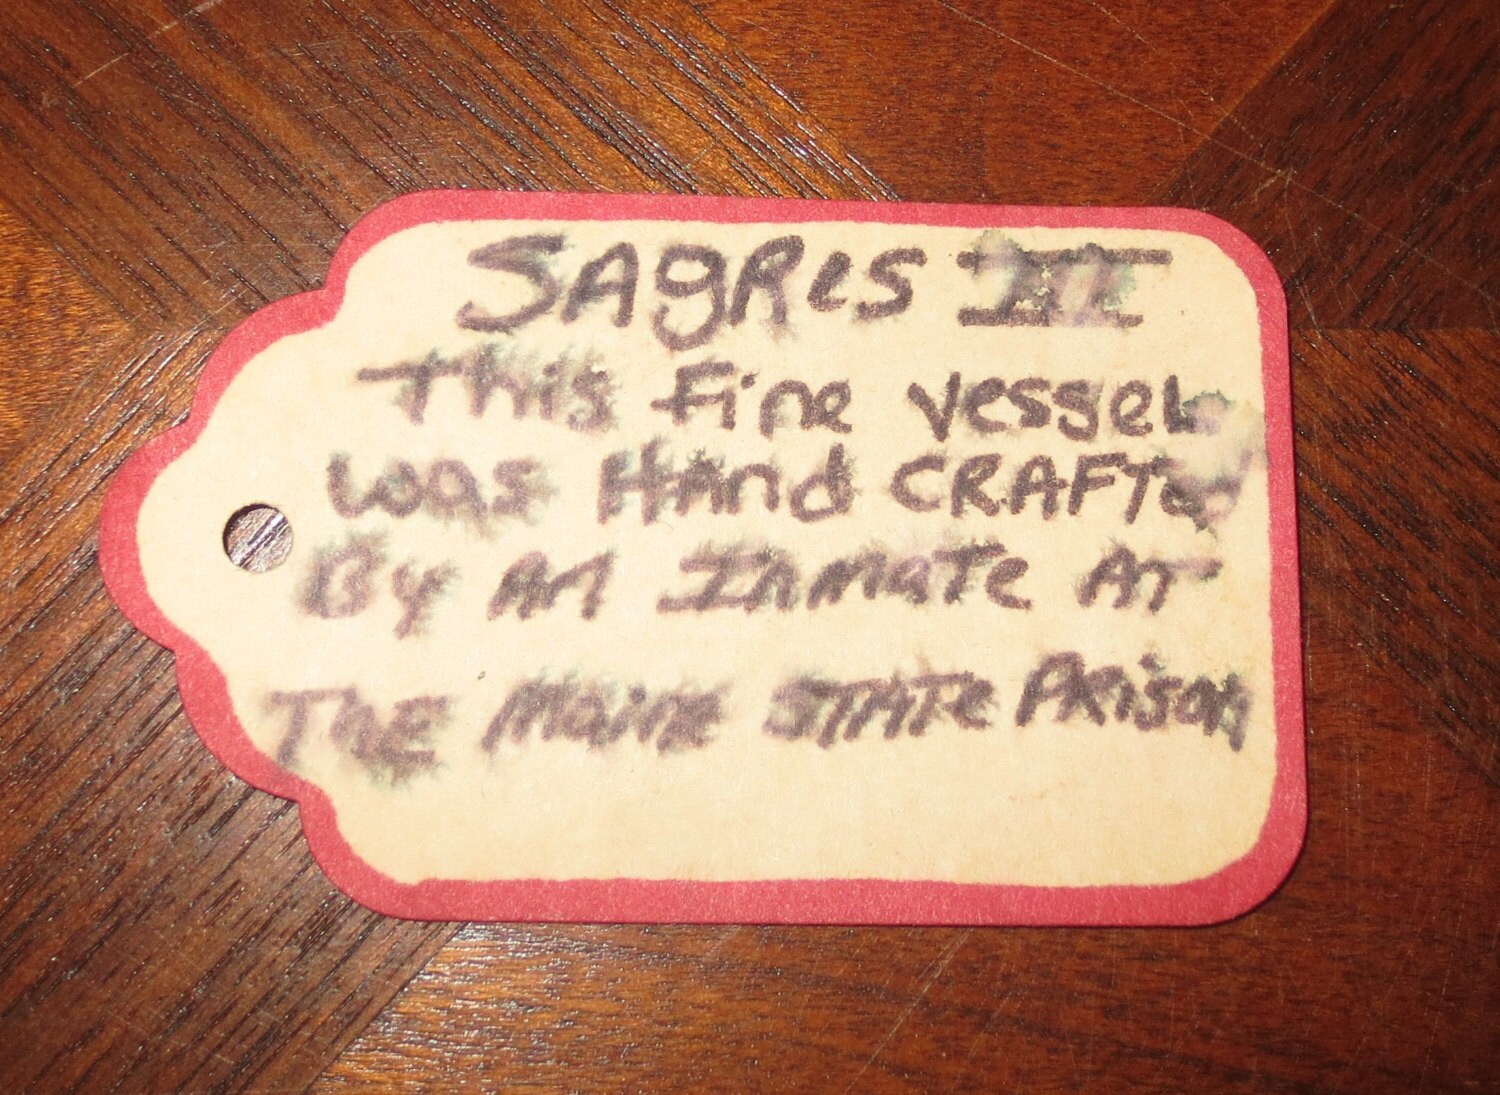 SAgRes III
This Fine vessel
was HAnd CRAFTed
By An InmaTe AT
The Maine STATe PRison